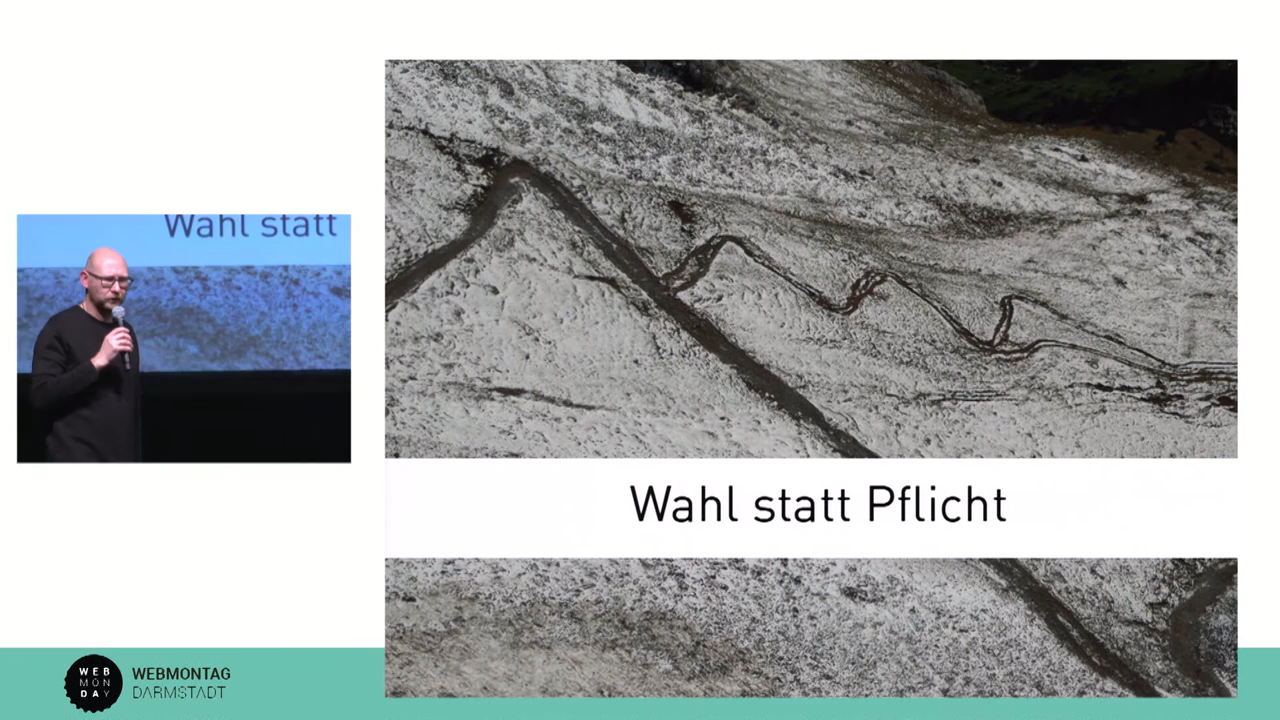 Wahl statt
Wahl statt Pflicht
WEB
MON
DAY
WEBMONTAG
DARMSTADT